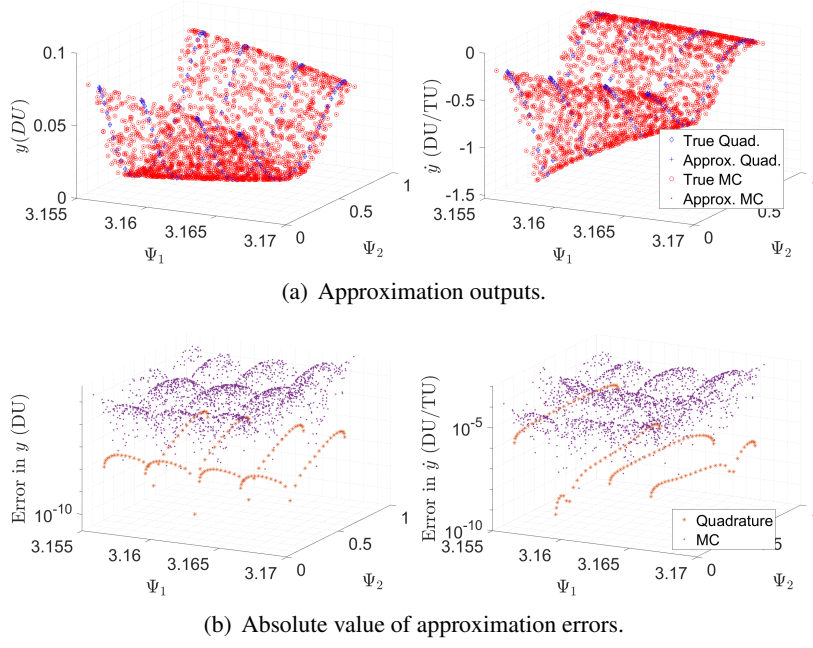 0.1
0.05
0
y(DU)
3.155
3.16
3.165
3.17
Ψ1
0
0.5
1
Ψ2
0
-0.5
-1
-1.5
ẏ (DU/TU)
True Quad.
Approx. Quad.
True MC
Approx. MC
3.155
3.16
3.165
3.17
Ψ1
0
0.5
Ψ2
(a) Approximation outputs.
Error in y (DU)
10^-10
3.155
3.16
3.165
3.17
Ψ1
0
0.5
1
Ψ2
Error in ẏ (DU/TU)
10^-5
10^-10
Quadrature
MC
3.155
3.16
3.165
3.17
Ψ1
0
Ψ2
(b) Absolute value of approximation errors.